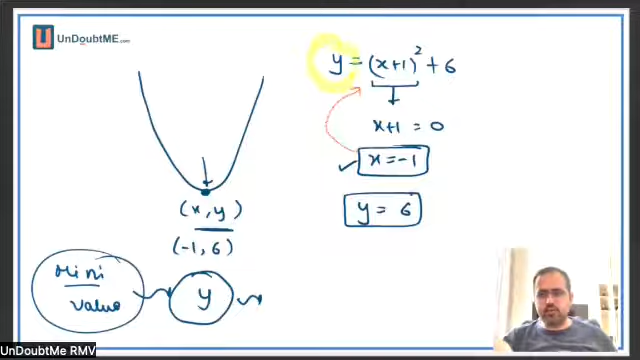 UnDoubtME.com
y = (x+1)² + 6
x+1 = 0
x = -1
y = 6
(x, y)
(-1, 6)
Mini
value
y
UnDoubtMe RMV